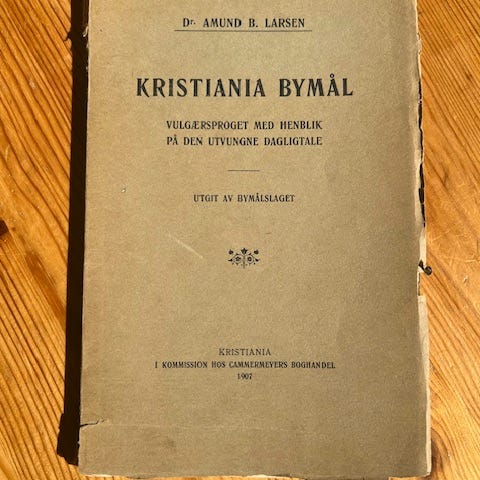 Dr. AMUND B. LARSEN
KRISTIANIA BYMÅL
VULGÆRSPROGET MED HENBLIK
PÅ DEN UTVUNGNE DAGLIGTALE
UTGIT AV BYMÅLSLAGET
KRISTIANIA
I KOMMISSION HOS CAMMERMEYERS BOGHANDEL
1907